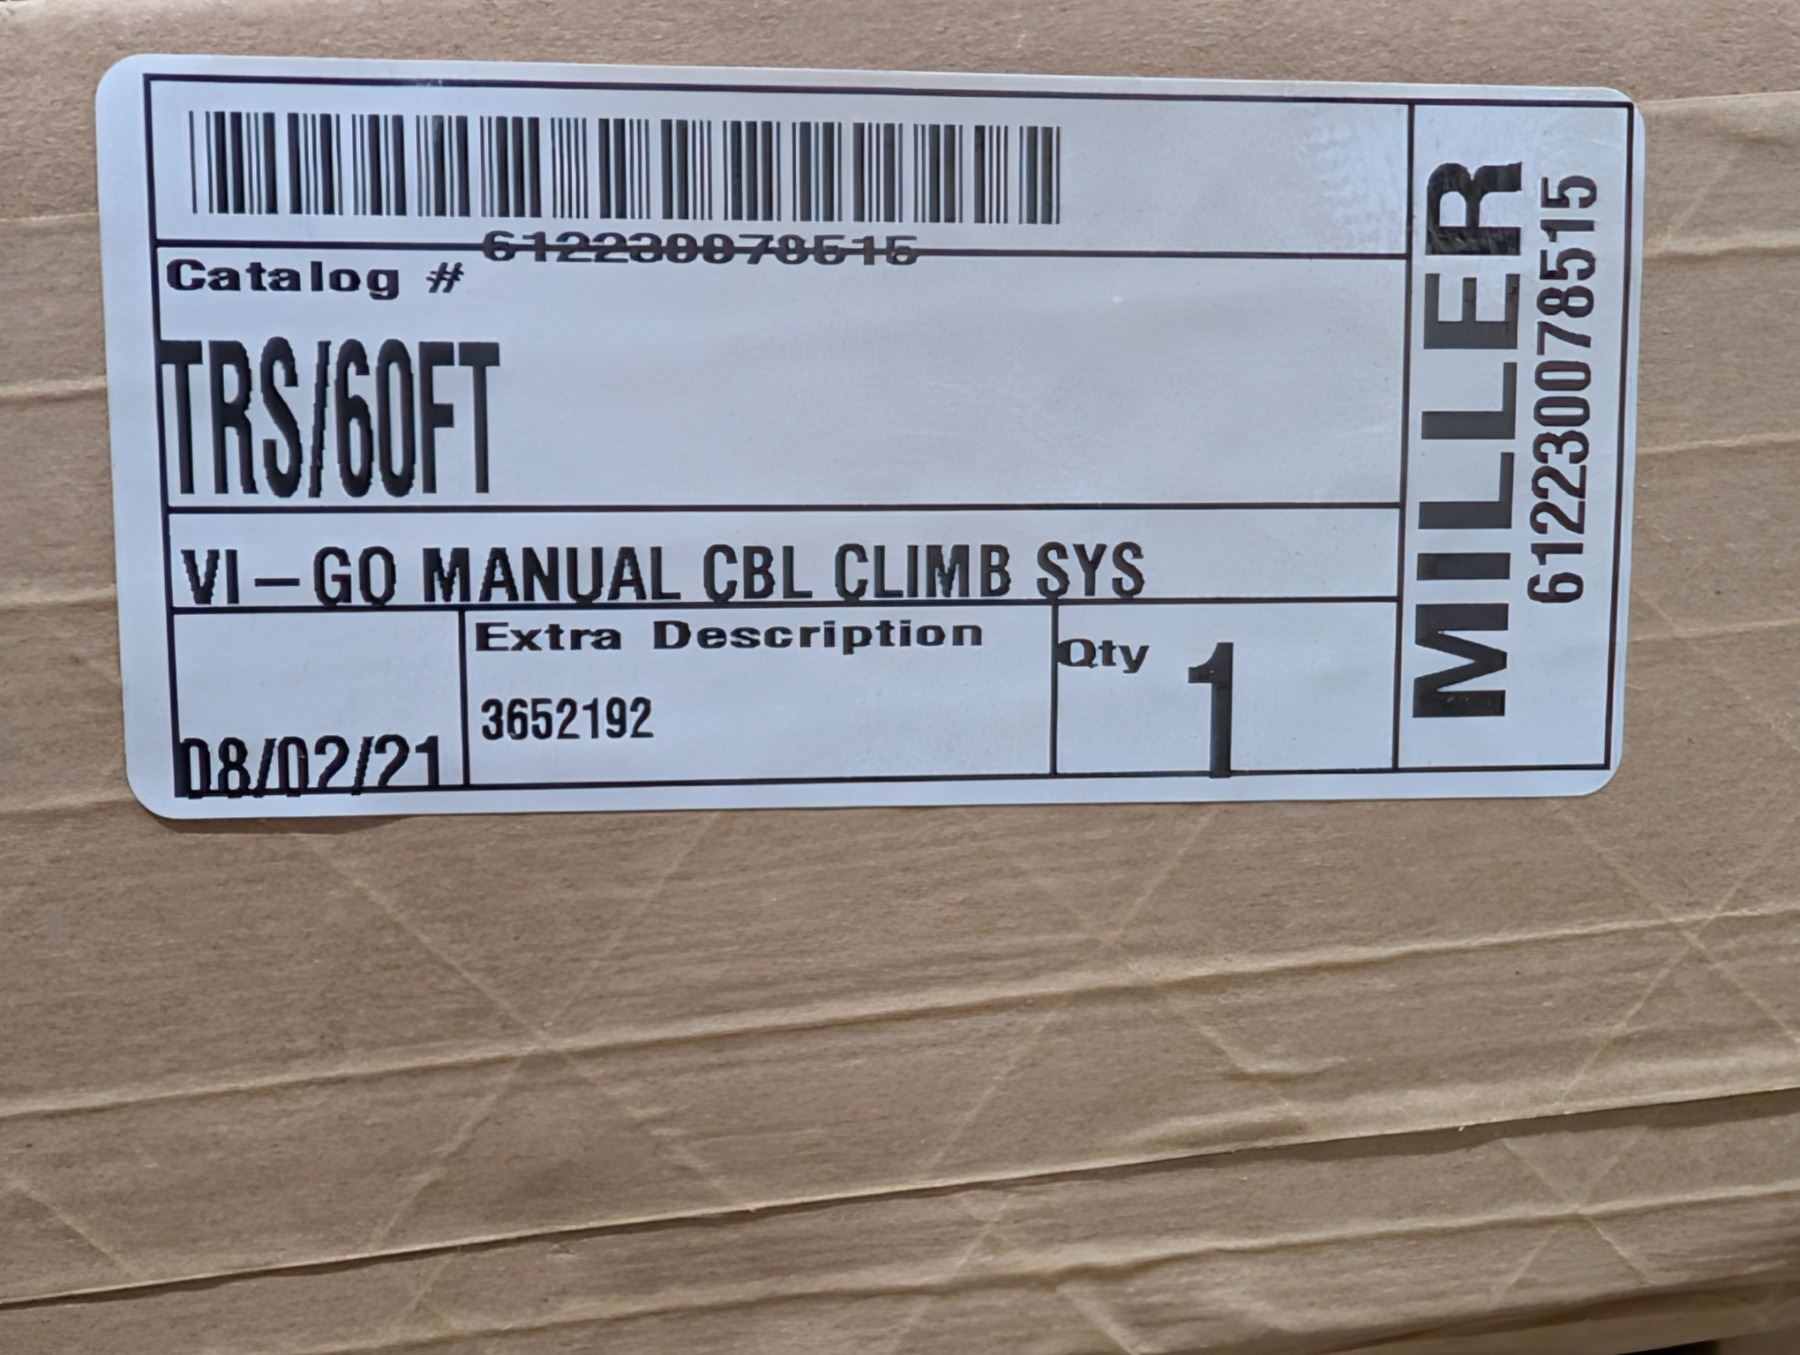 612230078515
Catalog #
TRS/60FT
VI-GO MANUAL CBL CLIMB SYS
Extra Description
3652192
Qty 1
08/02/21
MILLER
612230078515